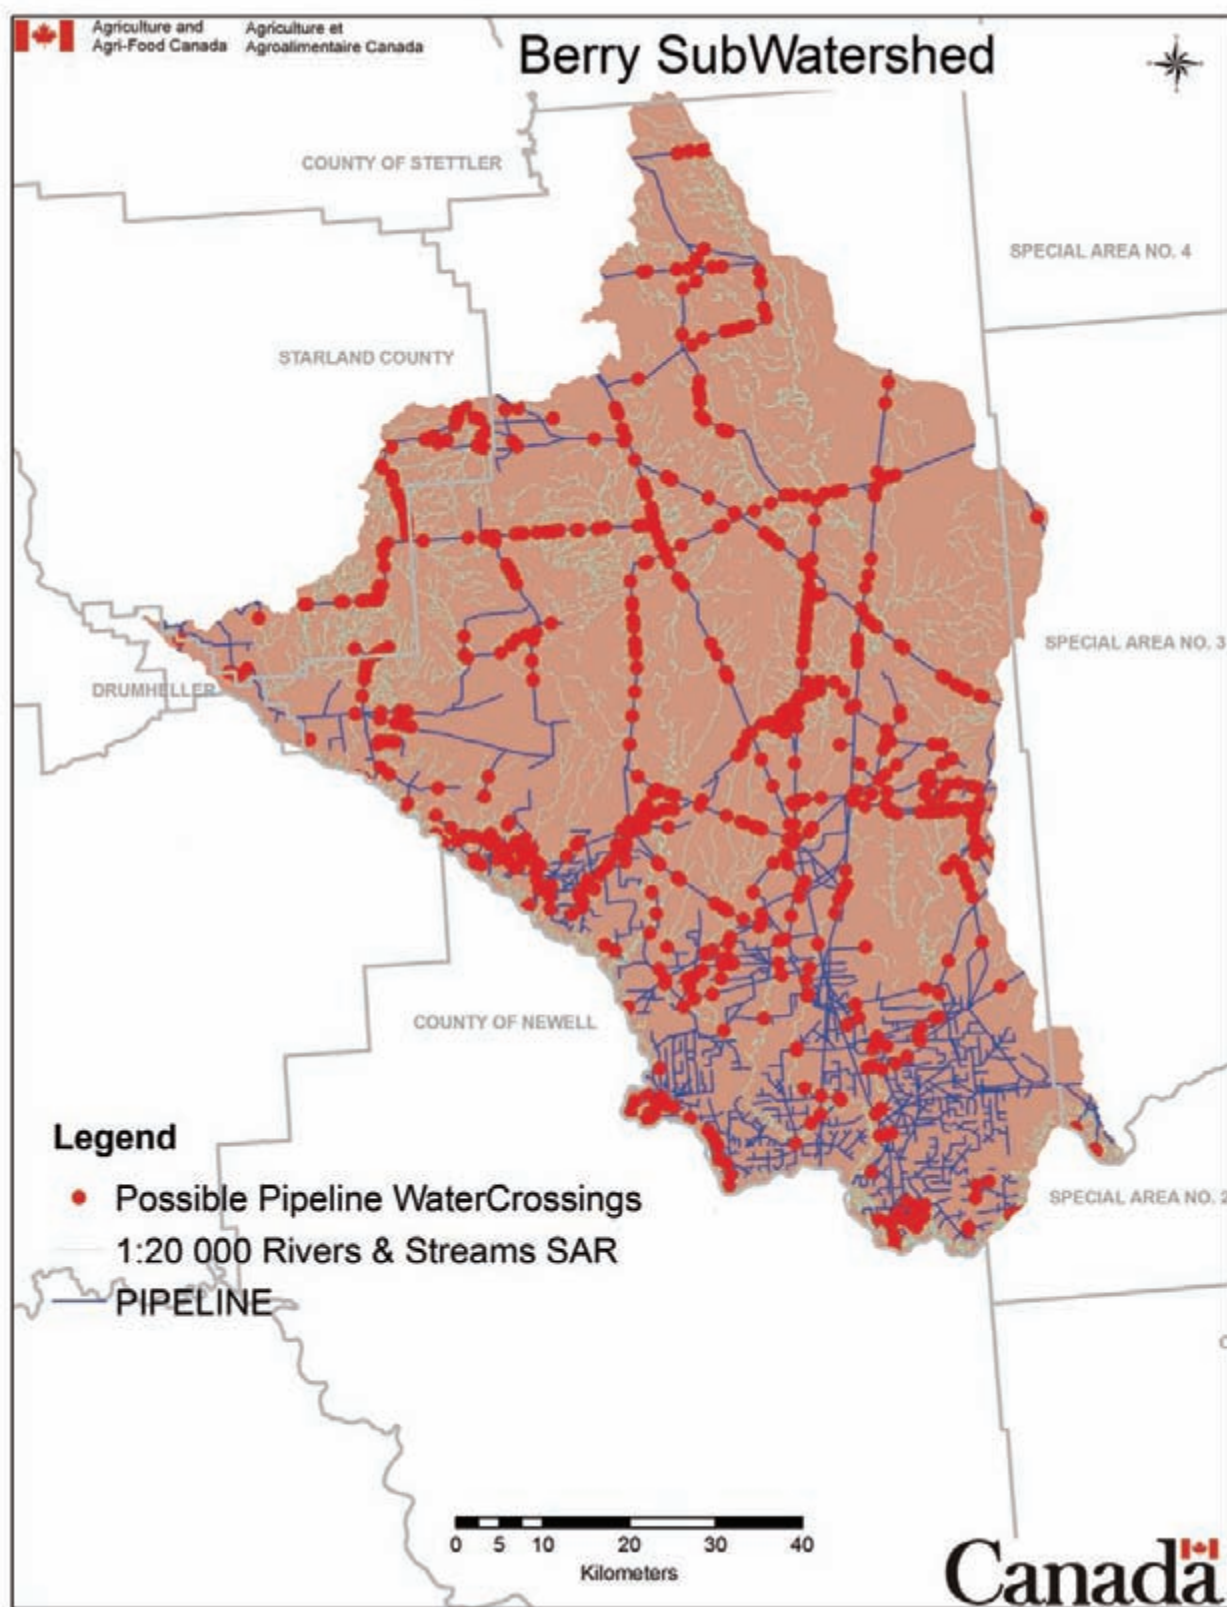 Agriculture and Agriculture et
Agri-Food Canada Agroalimentaire Canada
Berry SubWatershed
COUNTY OF STETTLER
SPECIAL AREA NO. 4
STARLAND COUNTY
SPECIAL AREA NO. 3
DRUMHELLER
COUNTY OF NEWELL
Legend
Possible Pipeline WaterCrossings
SPECIAL AREA NO. 2
1:20 000 Rivers & Streams SAR
PIPELINE
0 5 10 20 30 40
Kilometers
Canada